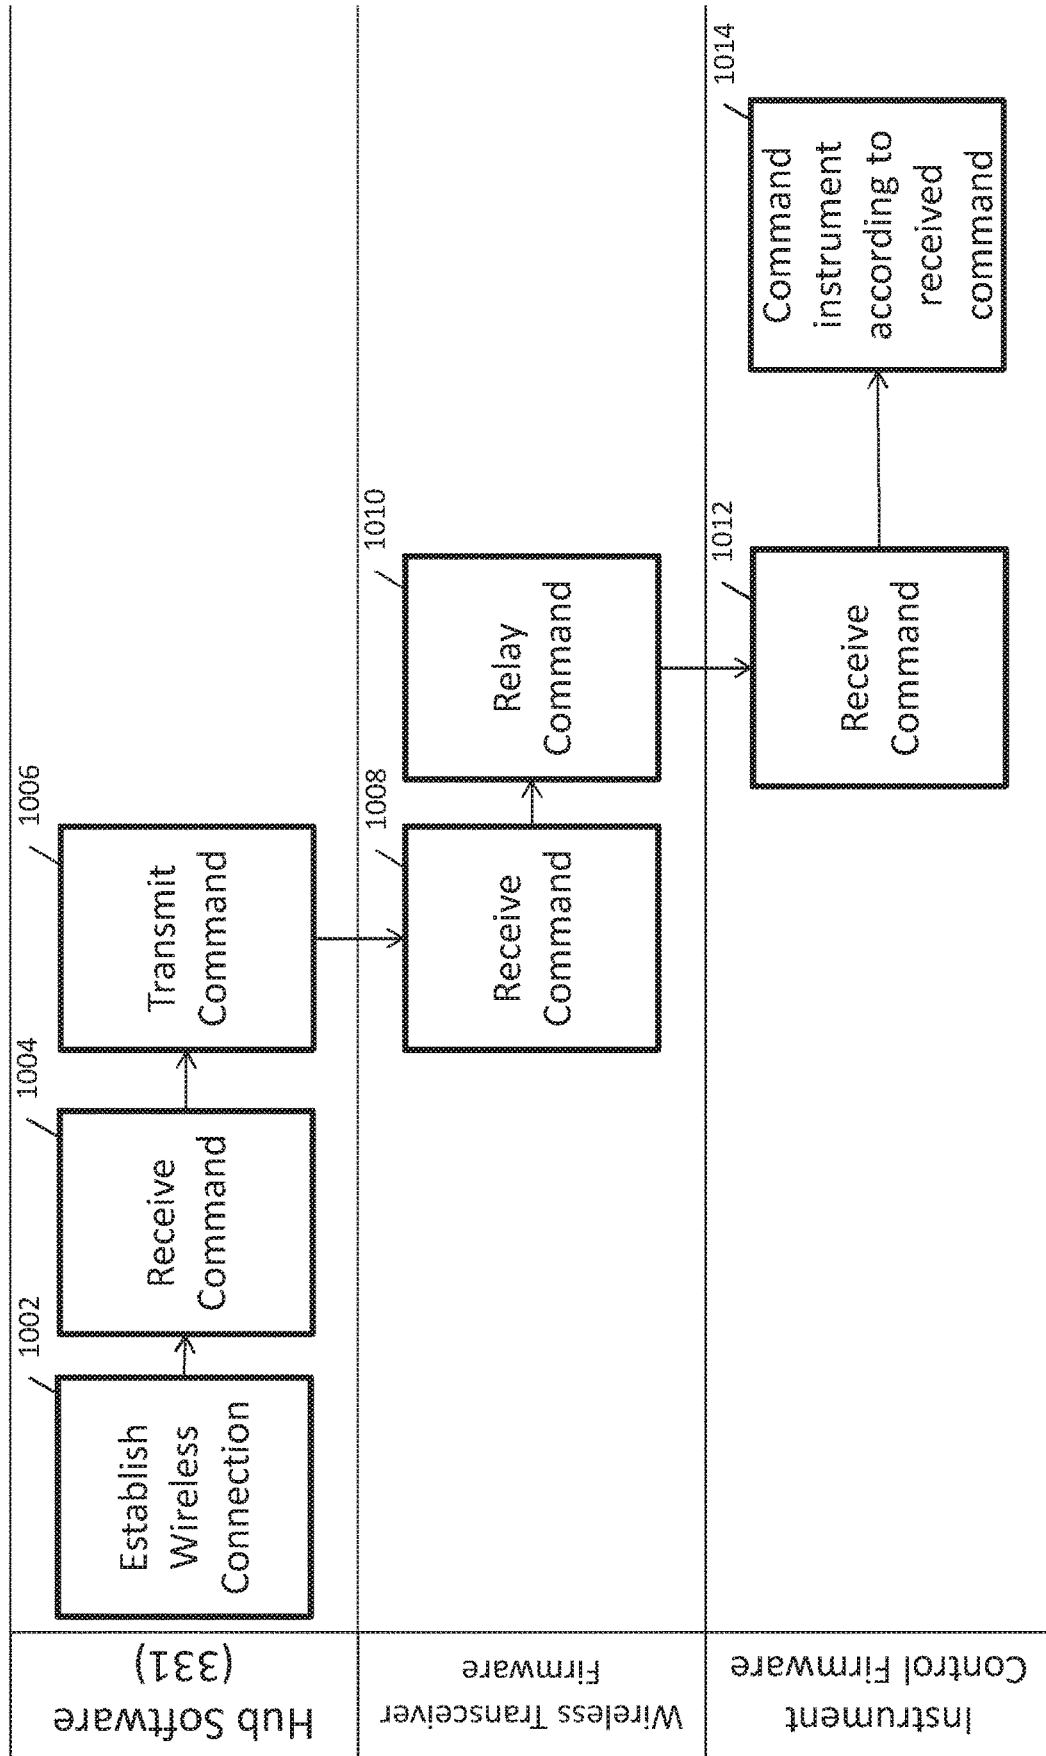 Hub Software
(331)
1002
Establish
Wireless
Connection
1004
Receive
Command
1006
Transmit
Command
Wireless Transceiver
Firmware
1008
Receive
Command
1010
Relay
Command
Instrument
Control Firmware
1012
Receive
Command
1014
Command
instrument
according to
received
command